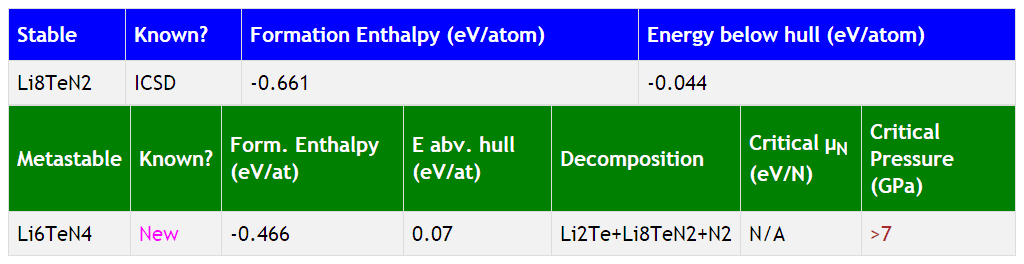 Stable Known? Formation Enthalpy (eV/atom) Energy below hull (eV/atom)
Li8TeN2 ICSD -0.661 -0.044
Metastable Known? Form. Enthalpy (eV/at) E abv. hull (eV/at) Decomposition Critical μN (eV/N) Critical Pressure (GPa)
Li6TeN4 New -0.466 0.07 Li2Te+Li8TeN2+N2 N/A >7